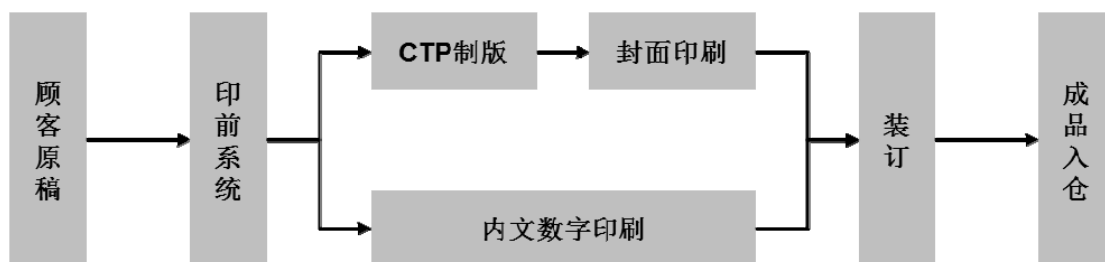 顾客原稿
印前系统
CTP制版
封面印刷
内文数字印刷
装订
成品入仓